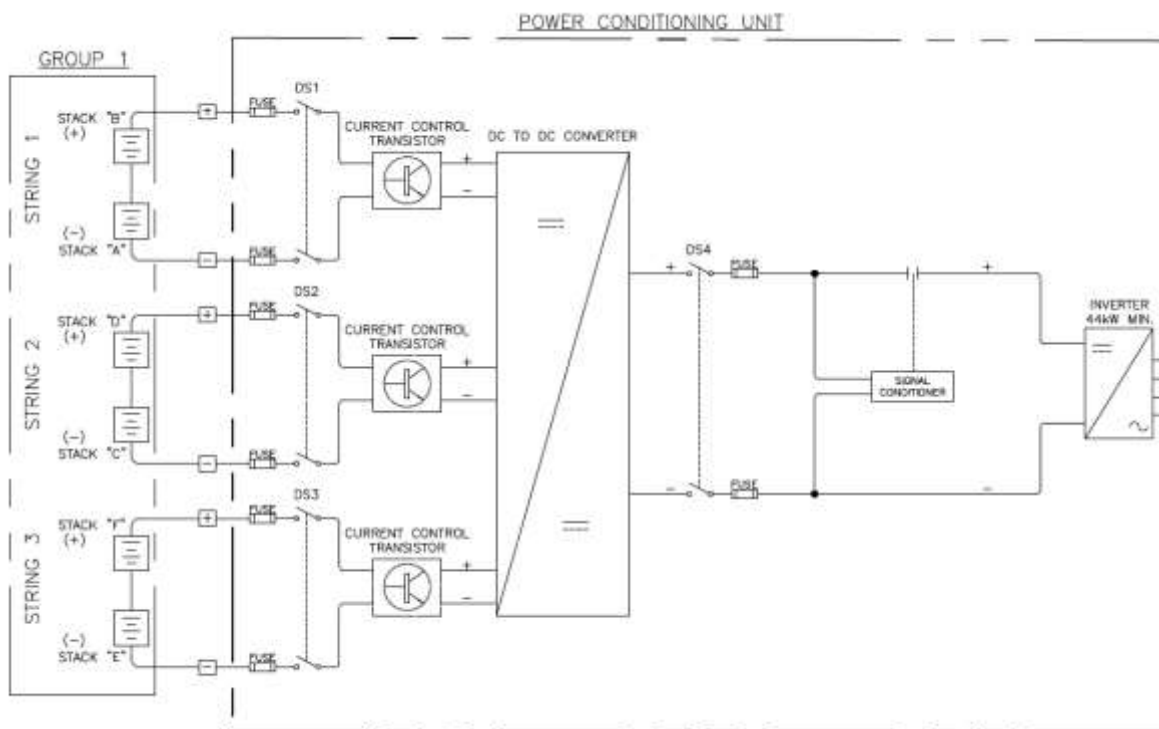 POWER CONDITIONING UNIT
GROUP 1
STRING 1
STACK "B"
(+)
(-)
STACK "A"
+
-
FUSE
DS1
FUSE
CURRENT CONTROL
TRANSISTOR
+
-
STRING 2
STACK "D"
(+)
(-)
STACK "C"
+
-
FUSE
DS2
FUSE
CURRENT CONTROL
TRANSISTOR
+
-
STRING 3
STACK "F"
(+)
(-)
STACK "E"
+
-
FUSE
DS3
FUSE
CURRENT CONTROL
TRANSISTOR
+
-
DC TO DC CONVERTER
DS4
+
FUSE
-
FUSE
SIGNAL
CONDITIONER
+
-
INVERTER
44kW MIN.